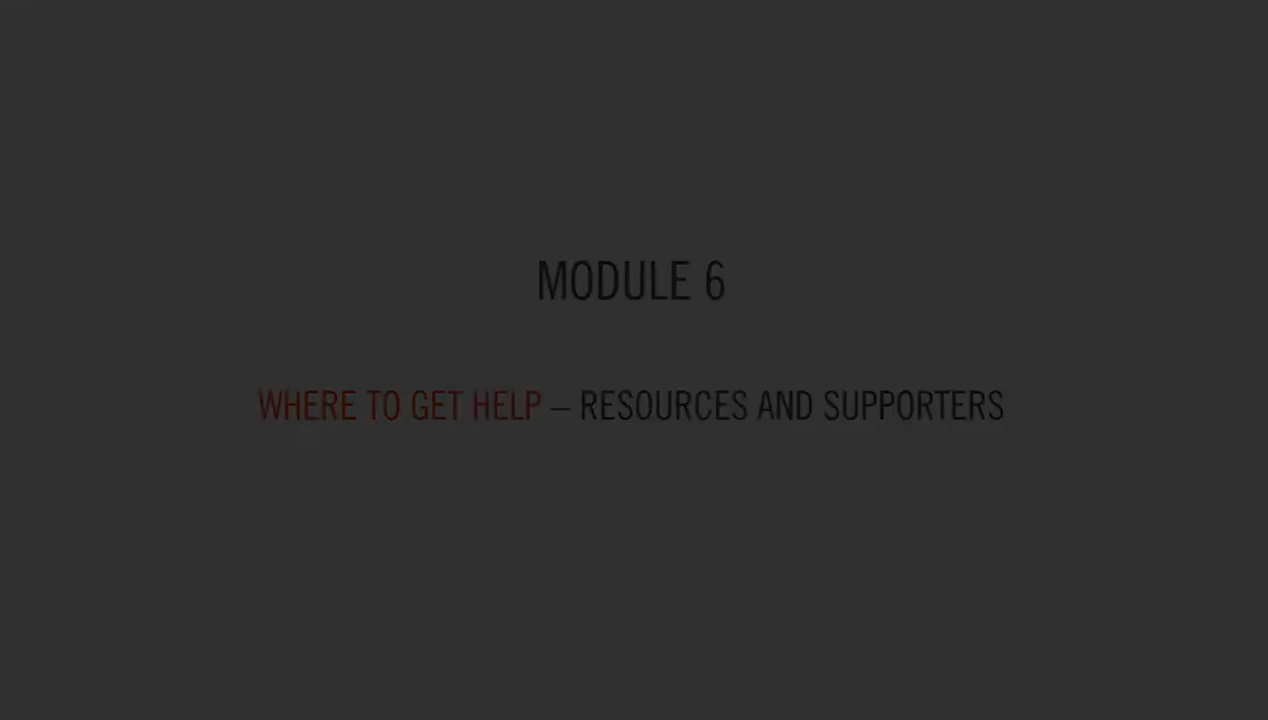 MODULE 6
WHERE TO GET HELP – RESOURCES AND SUPPORTERS